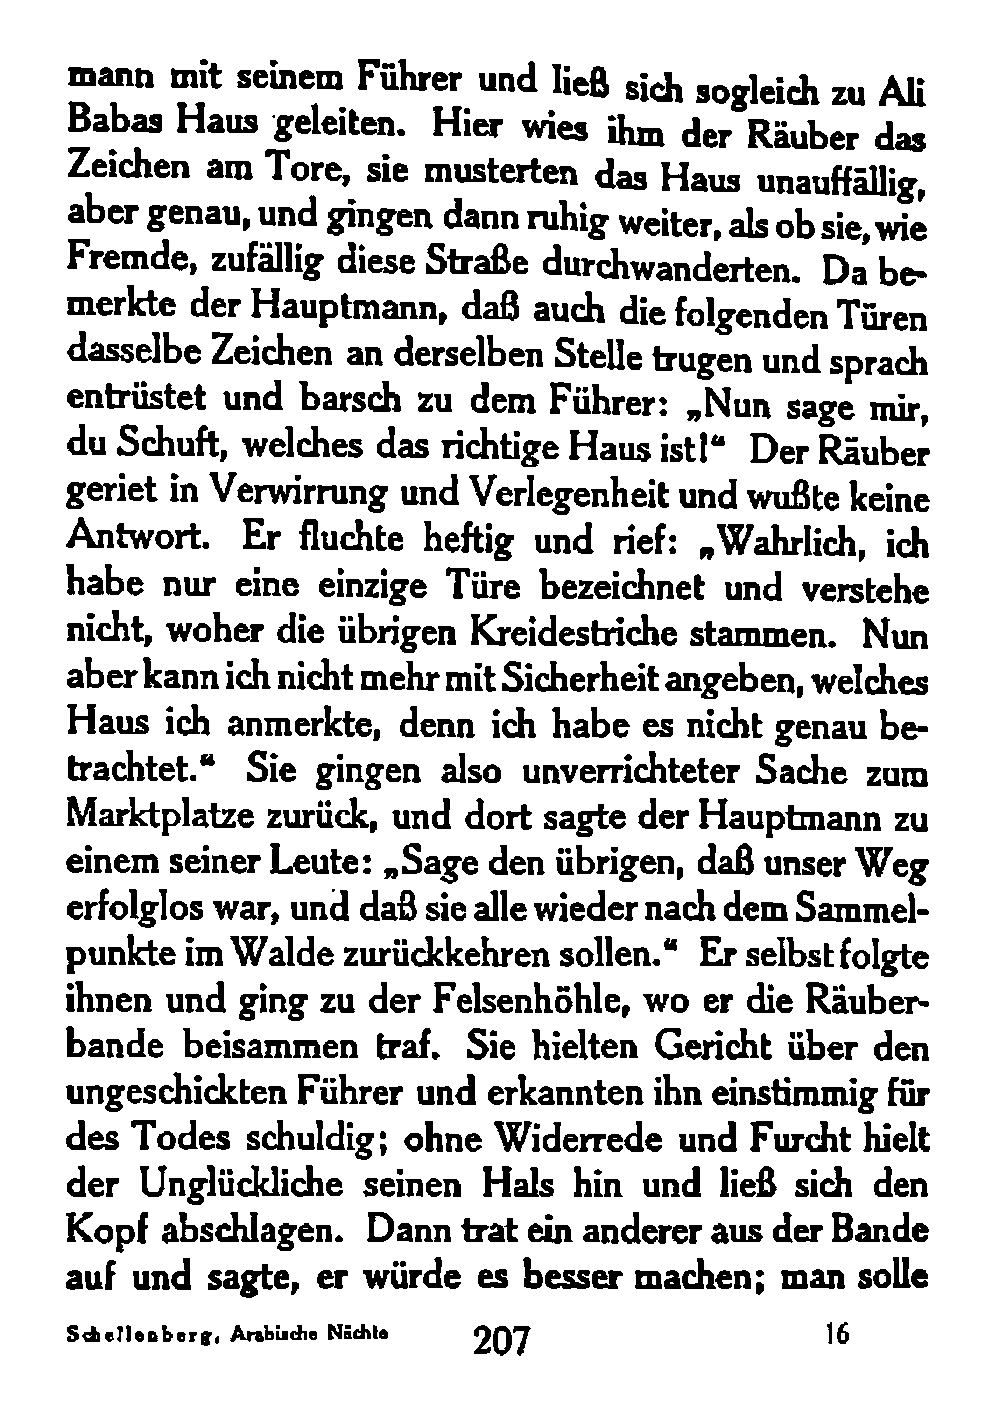 mann mit seinem Führer und ließ sich sogleich zu Ali
Babas Haus geleiten. Hier wies ihm der Räuber das
Zeichen am Tore, sie musterten das Haus unauffällig,
aber genau, und gingen dann ruhig weiter, als ob sie, wie
Fremde, zufällig diese Straße durchwanderten. Da be-
merkte der Hauptmann, daß auch die folgenden Türen
dasselbe Zeichen an derselben Stelle trugen und sprach
entrüstet und barsch zu dem Führer: „Nun sage mir,
du Schuft, welches das richtige Haus ist!“ Der Räuber
geriet in Verwirrung und Verlegenheit und wußte keine
Antwort. Er fluchte heftig und rief: „Wahrlich, ich
habe nur eine einzige Türe bezeichnet und verstehe
nicht, woher die übrigen Kreidestriche stammen. Nun
aber kann ich nicht mehr mit Sicherheit angeben, welches
Haus ich anmerkte, denn ich habe es nicht genau be-
trachtet.“ Sie gingen also unverrichteter Sache zum
Marktplatze zurück, und dort sagte der Hauptmann zu
einem seiner Leute: „Sage den übrigen, daß unser Weg
erfolglos war, und daß sie alle wieder nach dem Sammel-
punkte im Walde zurückkehren sollen.“ Er selbst folgte
ihnen und ging zu der Felsenhöhle, wo er die Räuber-
bande beisammen traf. Sie hielten Gericht über den
ungeschickten Führer und erkannten ihn einstimmig für
des Todes schuldig; ohne Widerrede und Furcht hielt
der Unglückliche seinen Hals hin und ließ sich den
Kopf abschlagen. Dann trat ein anderer aus der Bande
auf und sagte, er würde es besser machen; man solle
Schellenberg, Arabische Nächte 207 16